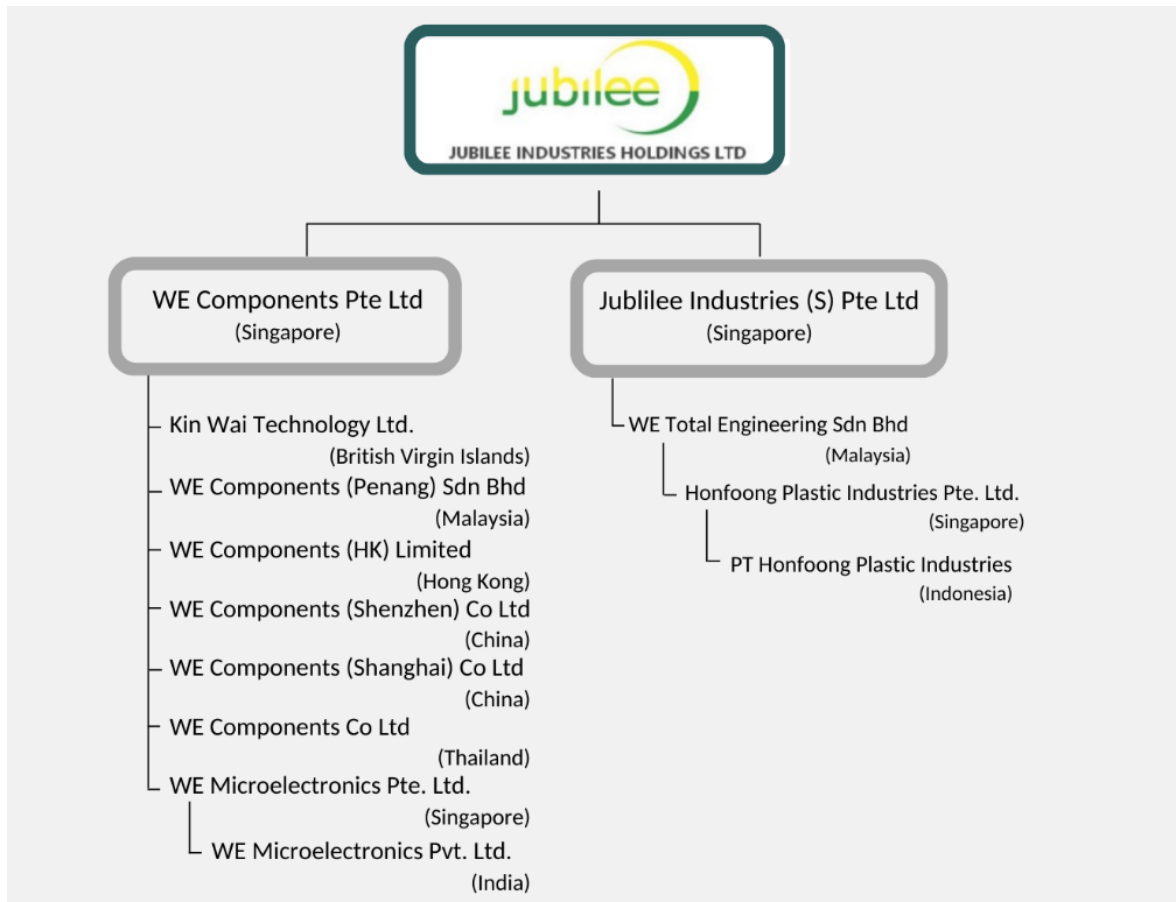 jubilee
JUBILEE INDUSTRIES HOLDINGS LTD
WE Components Pte Ltd
(Singapore)
Kin Wai Technology Ltd.
(British Virgin Islands)
WE Components (Penang) Sdn Bhd
(Malaysia)
WE Components (HK) Limited
(Hong Kong)
WE Components (Shenzhen) Co Ltd
(China)
WE Components (Shanghai) Co Ltd
(China)
WE Components Co Ltd
(Thailand)
WE Microelectronics Pte. Ltd.
(Singapore)
WE Microelectronics Pvt. Ltd.
(India)
Jublilee Industries (S) Pte Ltd
(Singapore)
WE Total Engineering Sdn Bhd
(Malaysia)
Honfoong Plastic Industries Pte. Ltd.
(Singapore)
PT Honfoong Plastic Industries
(Indonesia)